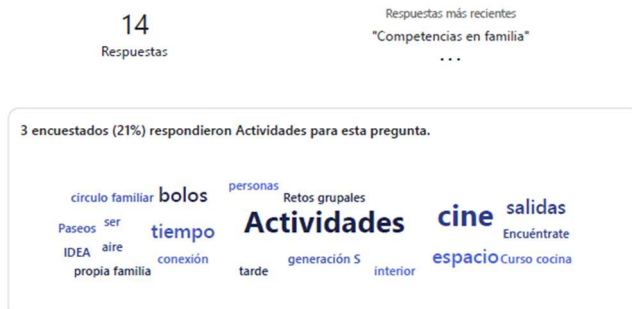 14
Respuestas
Respuestas más recientes
"Competencias en familia"
...
3 encuestados (21%) respondieron Actividades para esta pregunta.
personas
circulo familiar bolos Retos grupales
Actividades cine salidas
Paseos ser tiempo Encuéntrate
IDEA aire
conexión generación S espacio Curso cocina
propia familia tarde interior